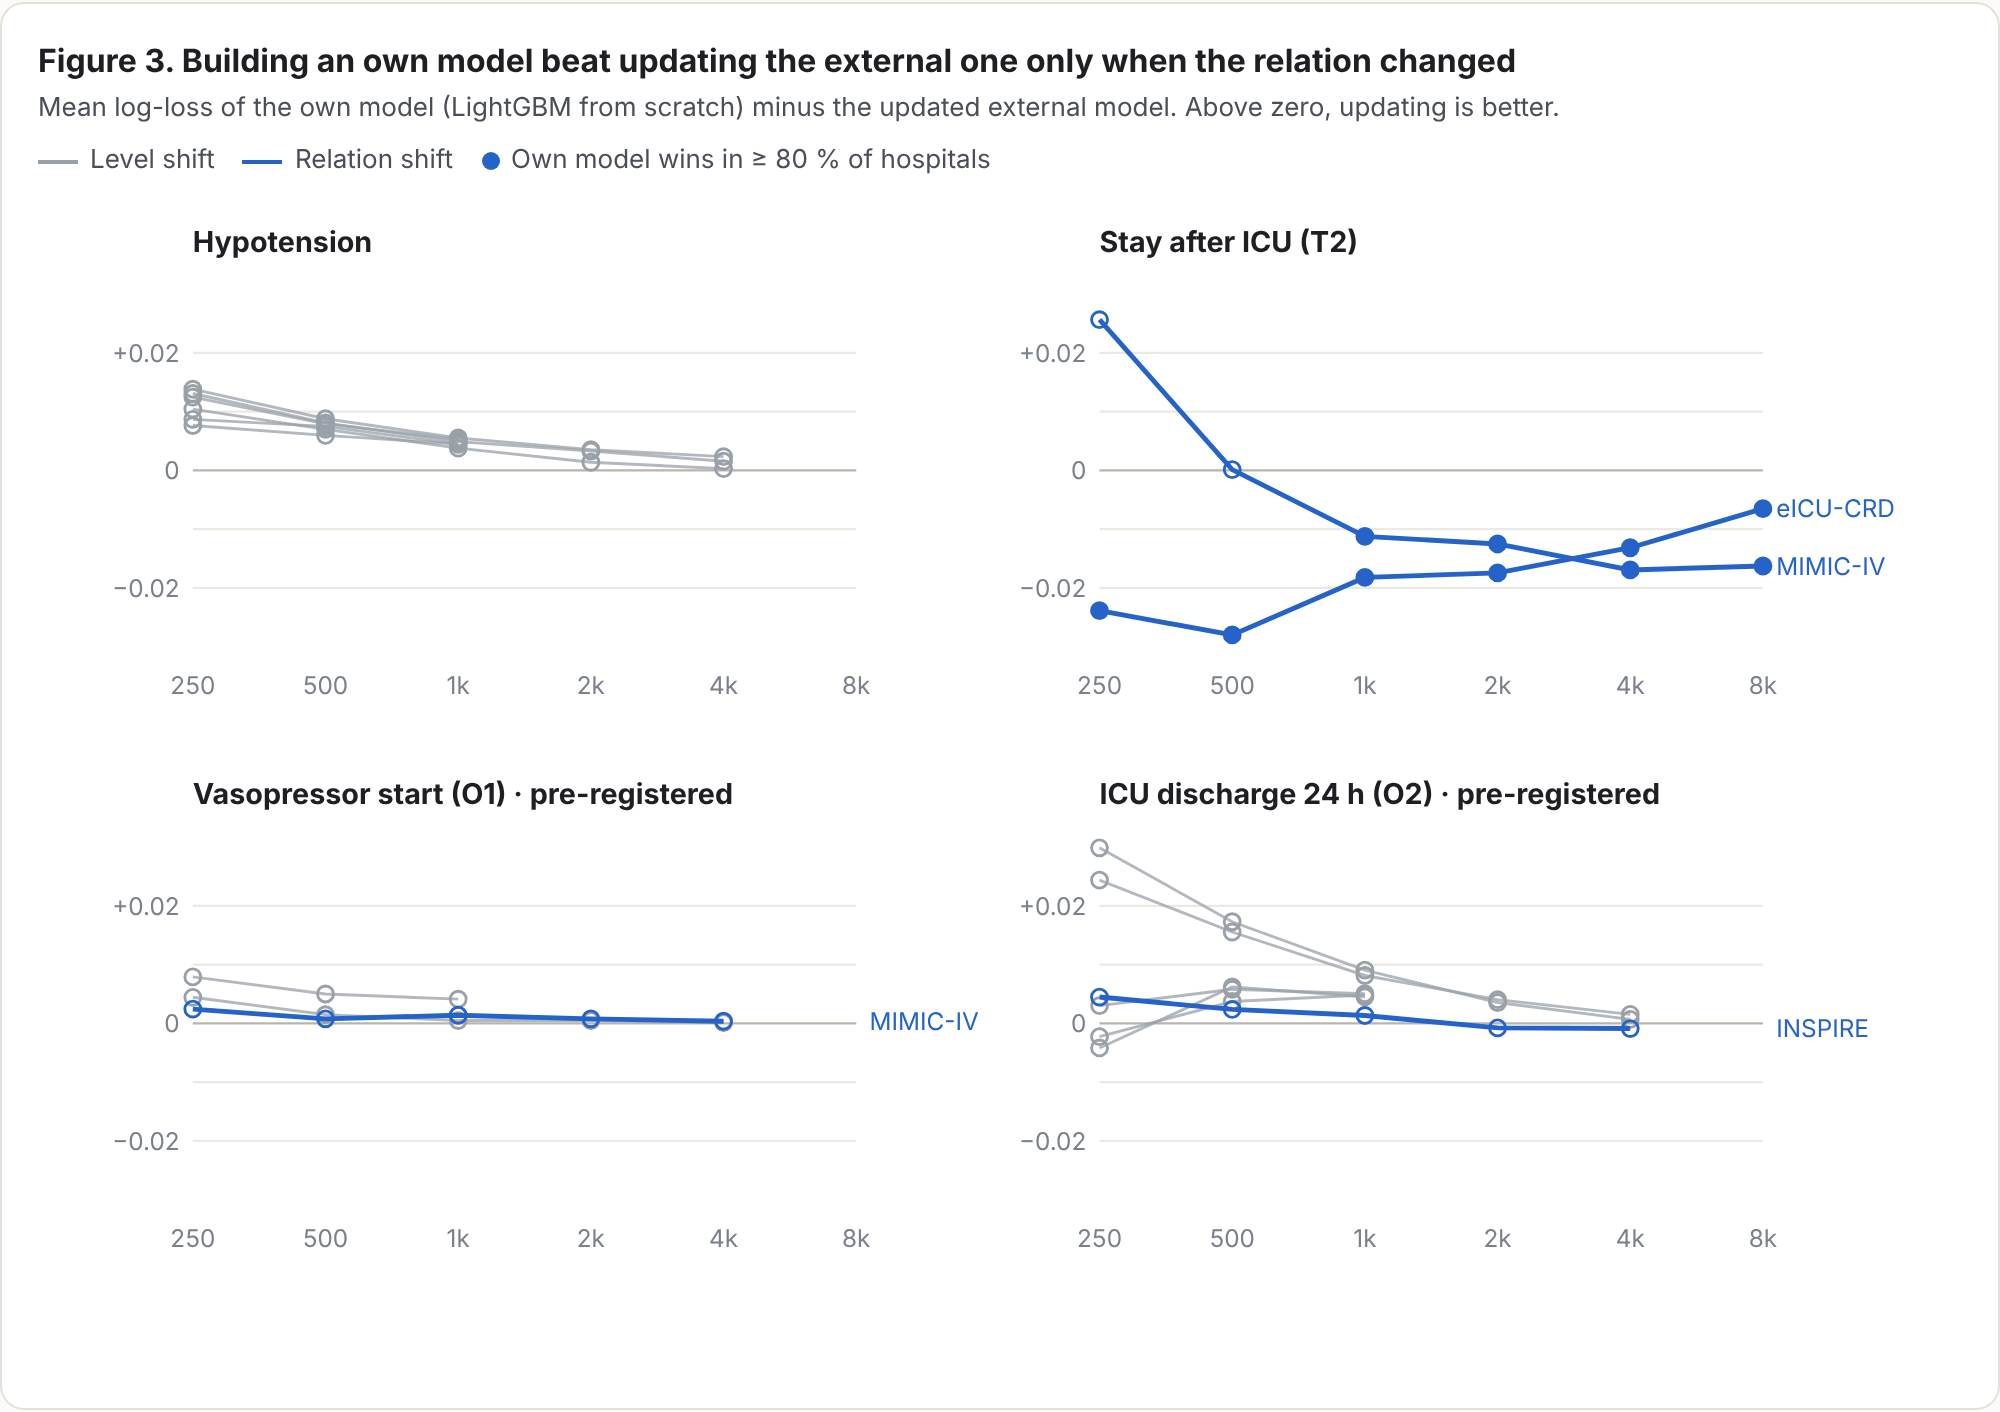 Figure 3. Building an own model beat updating the external one only when the relation changed
Mean log-loss of the own model (LightGBM from scratch) minus the updated external model. Above zero, updating is better.
Level shift Relation shift Own model wins in ≥ 80 % of hospitals
Hypotension
+0.02
0
−0.02
250 500 1k 2k 4k 8k
Stay after ICU (T2)
+0.02
0
−0.02
eICU-CRD
MIMIC-IV
250 500 1k 2k 4k 8k
Vasopressor start (O1) · pre-registered
+0.02
0
−0.02
MIMIC-IV
250 500 1k 2k 4k 8k
ICU discharge 24 h (O2) · pre-registered
+0.02
0
−0.02
INSPIRE
250 500 1k 2k 4k 8k